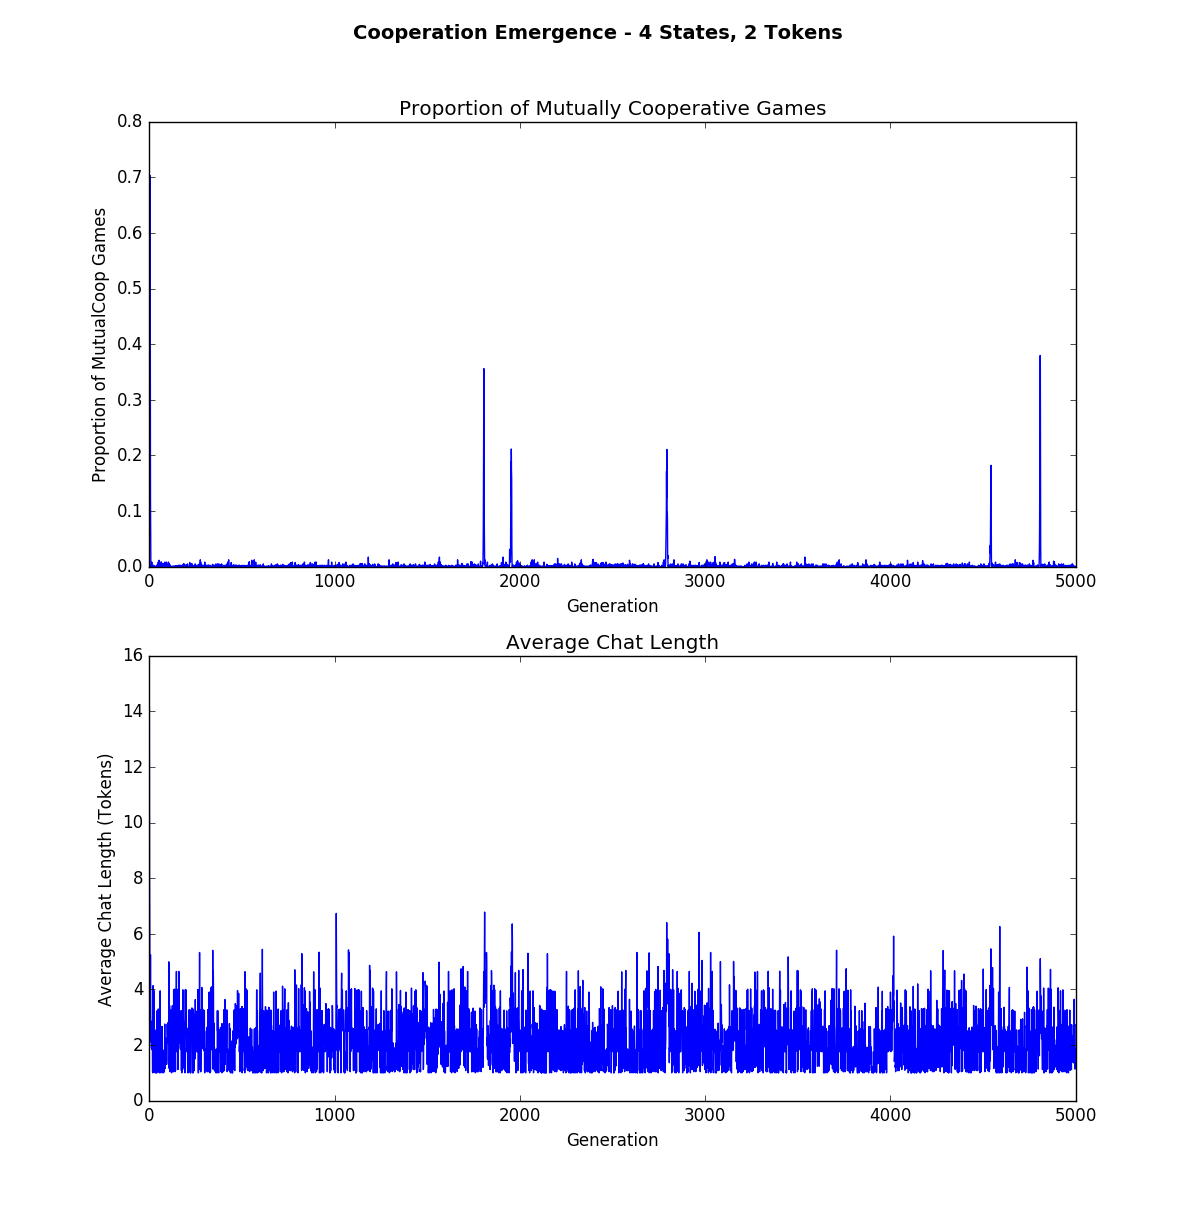 Cooperation Emergence - 4 States, 2 Tokens
Proportion of Mutually Cooperative Games
0.8
0.7
0.6
0.5
0.4
0.3
0.2
0.1
0.0
Proportion of MutualCoop Games
0 1000 2000 3000 4000 5000
Generation
Average Chat Length
16
14
12
10
8
6
4
2
0
Average Chat Length (Tokens)
0 1000 2000 3000 4000 5000
Generation